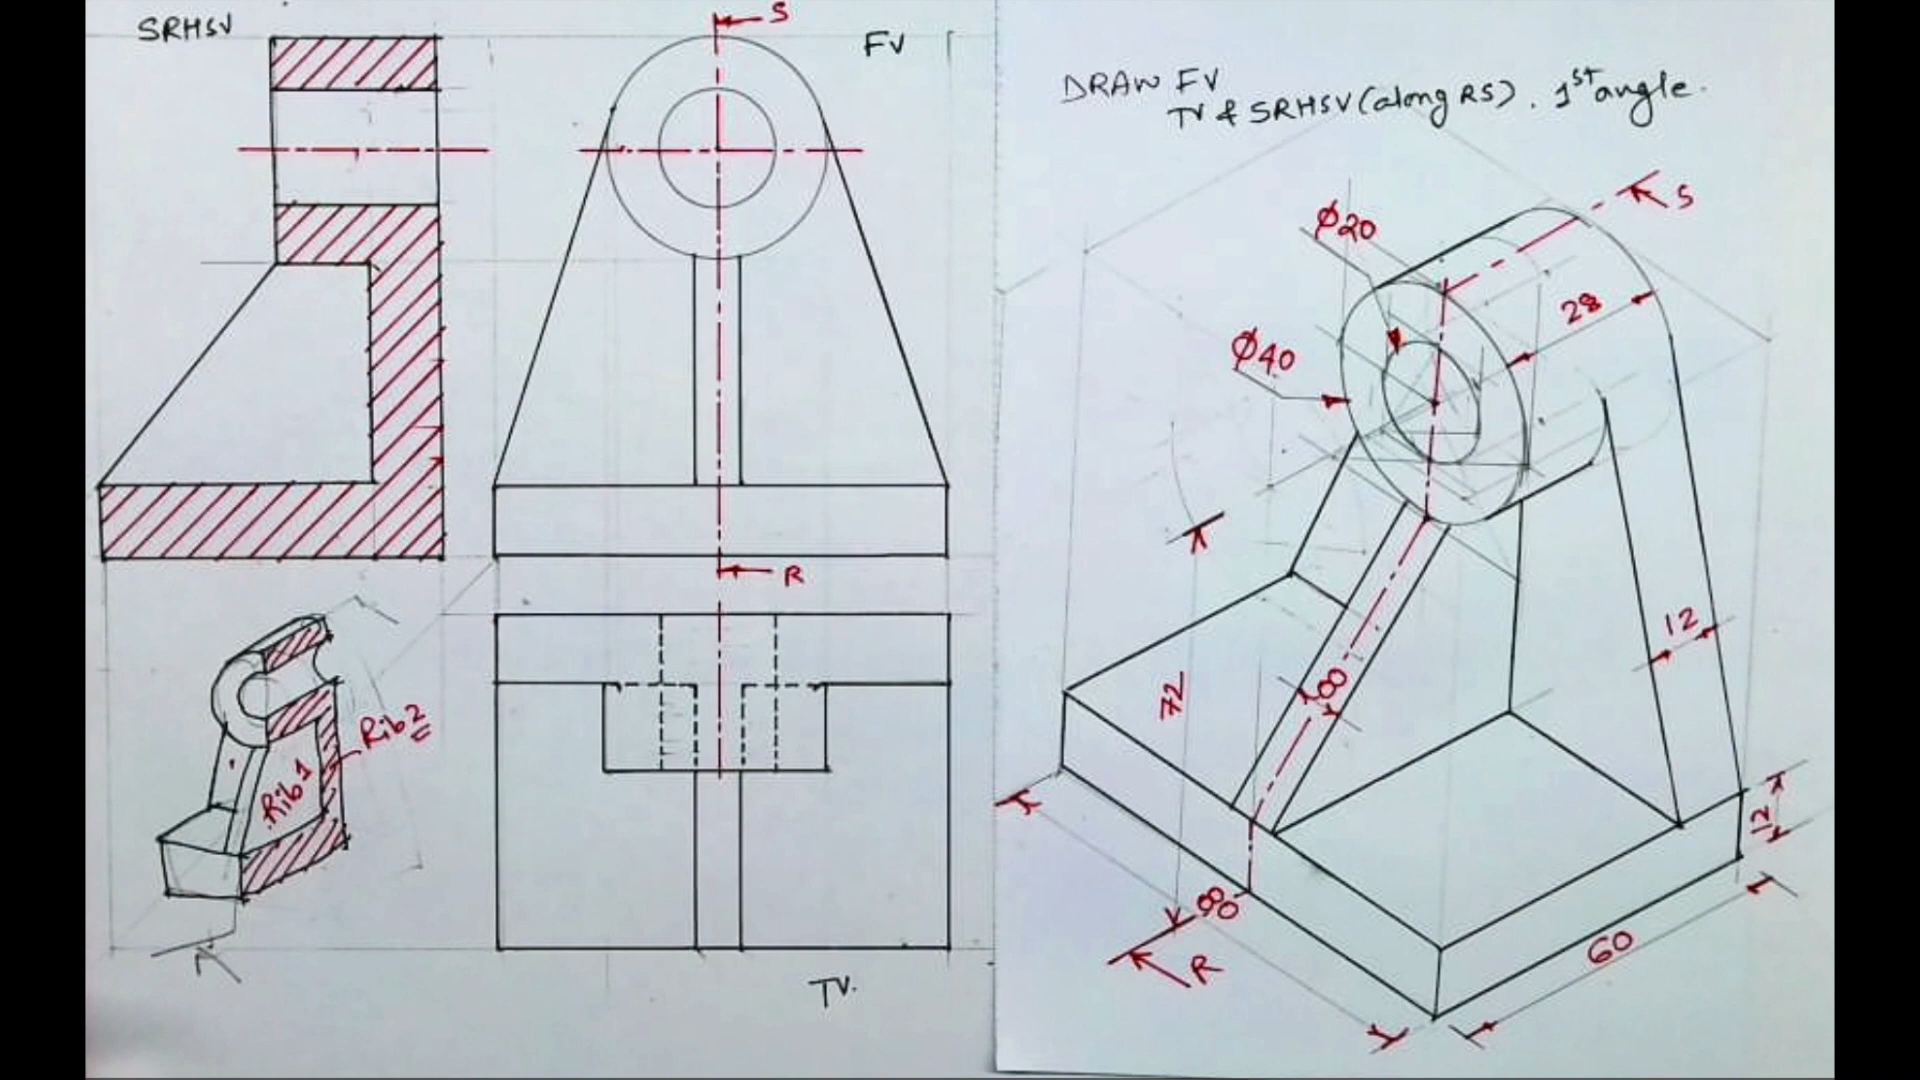 SRHSV
S
FV
R
Rib 2
Rib 1
TV.
DRAW FV
TV & SRHSV (along RS). 1ST angle.
S
Ø20
28
Ø40
12
8
72
12
80
R
60